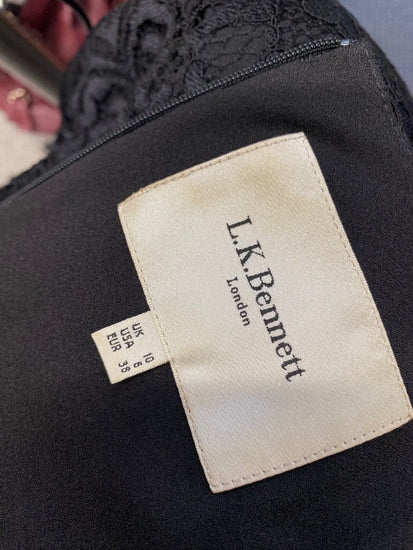 L.K.Bennett
London
UK 10
USA 6
EUR 38